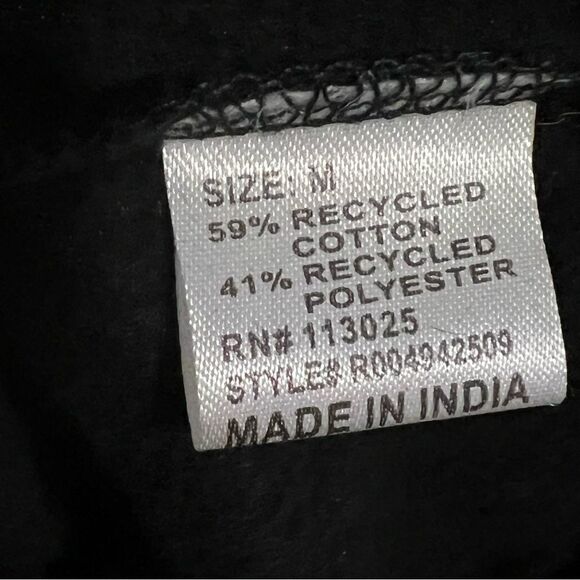 SIZE: M
59% RECYCLED
COTTON
41% RECYCLED
POLYESTER
RN# 113025
STYLE# R004942509
MADE IN INDIA